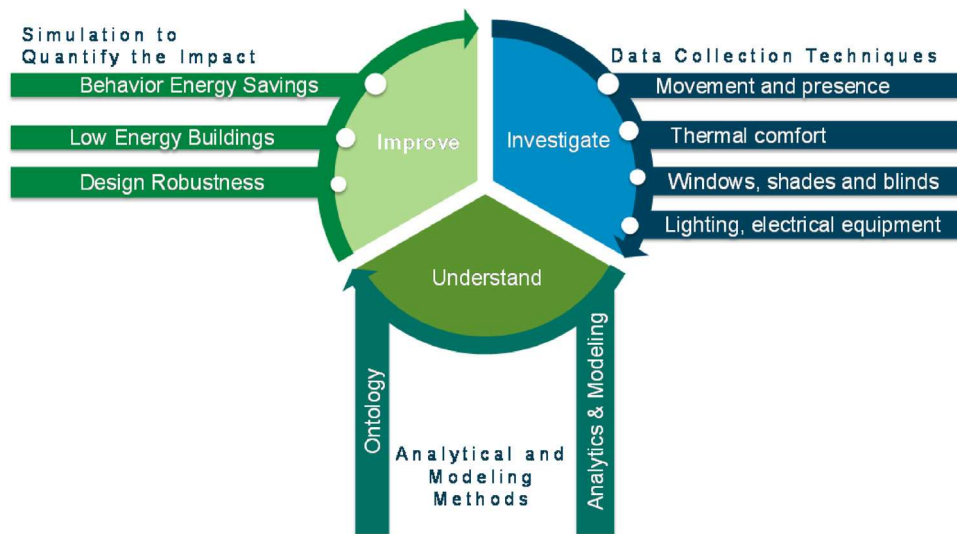 Simulation to
Quantify the Impact
Behavior Energy Savings
Low Energy Buildings
Design Robustness
Improve
Investigate
Understand
Data Collection Techniques
Movement and presence
Thermal comfort
Windows, shades and blinds
Lighting, electrical equipment
Ontology
Analytical and
Modeling
Methods
Analytics & Modeling